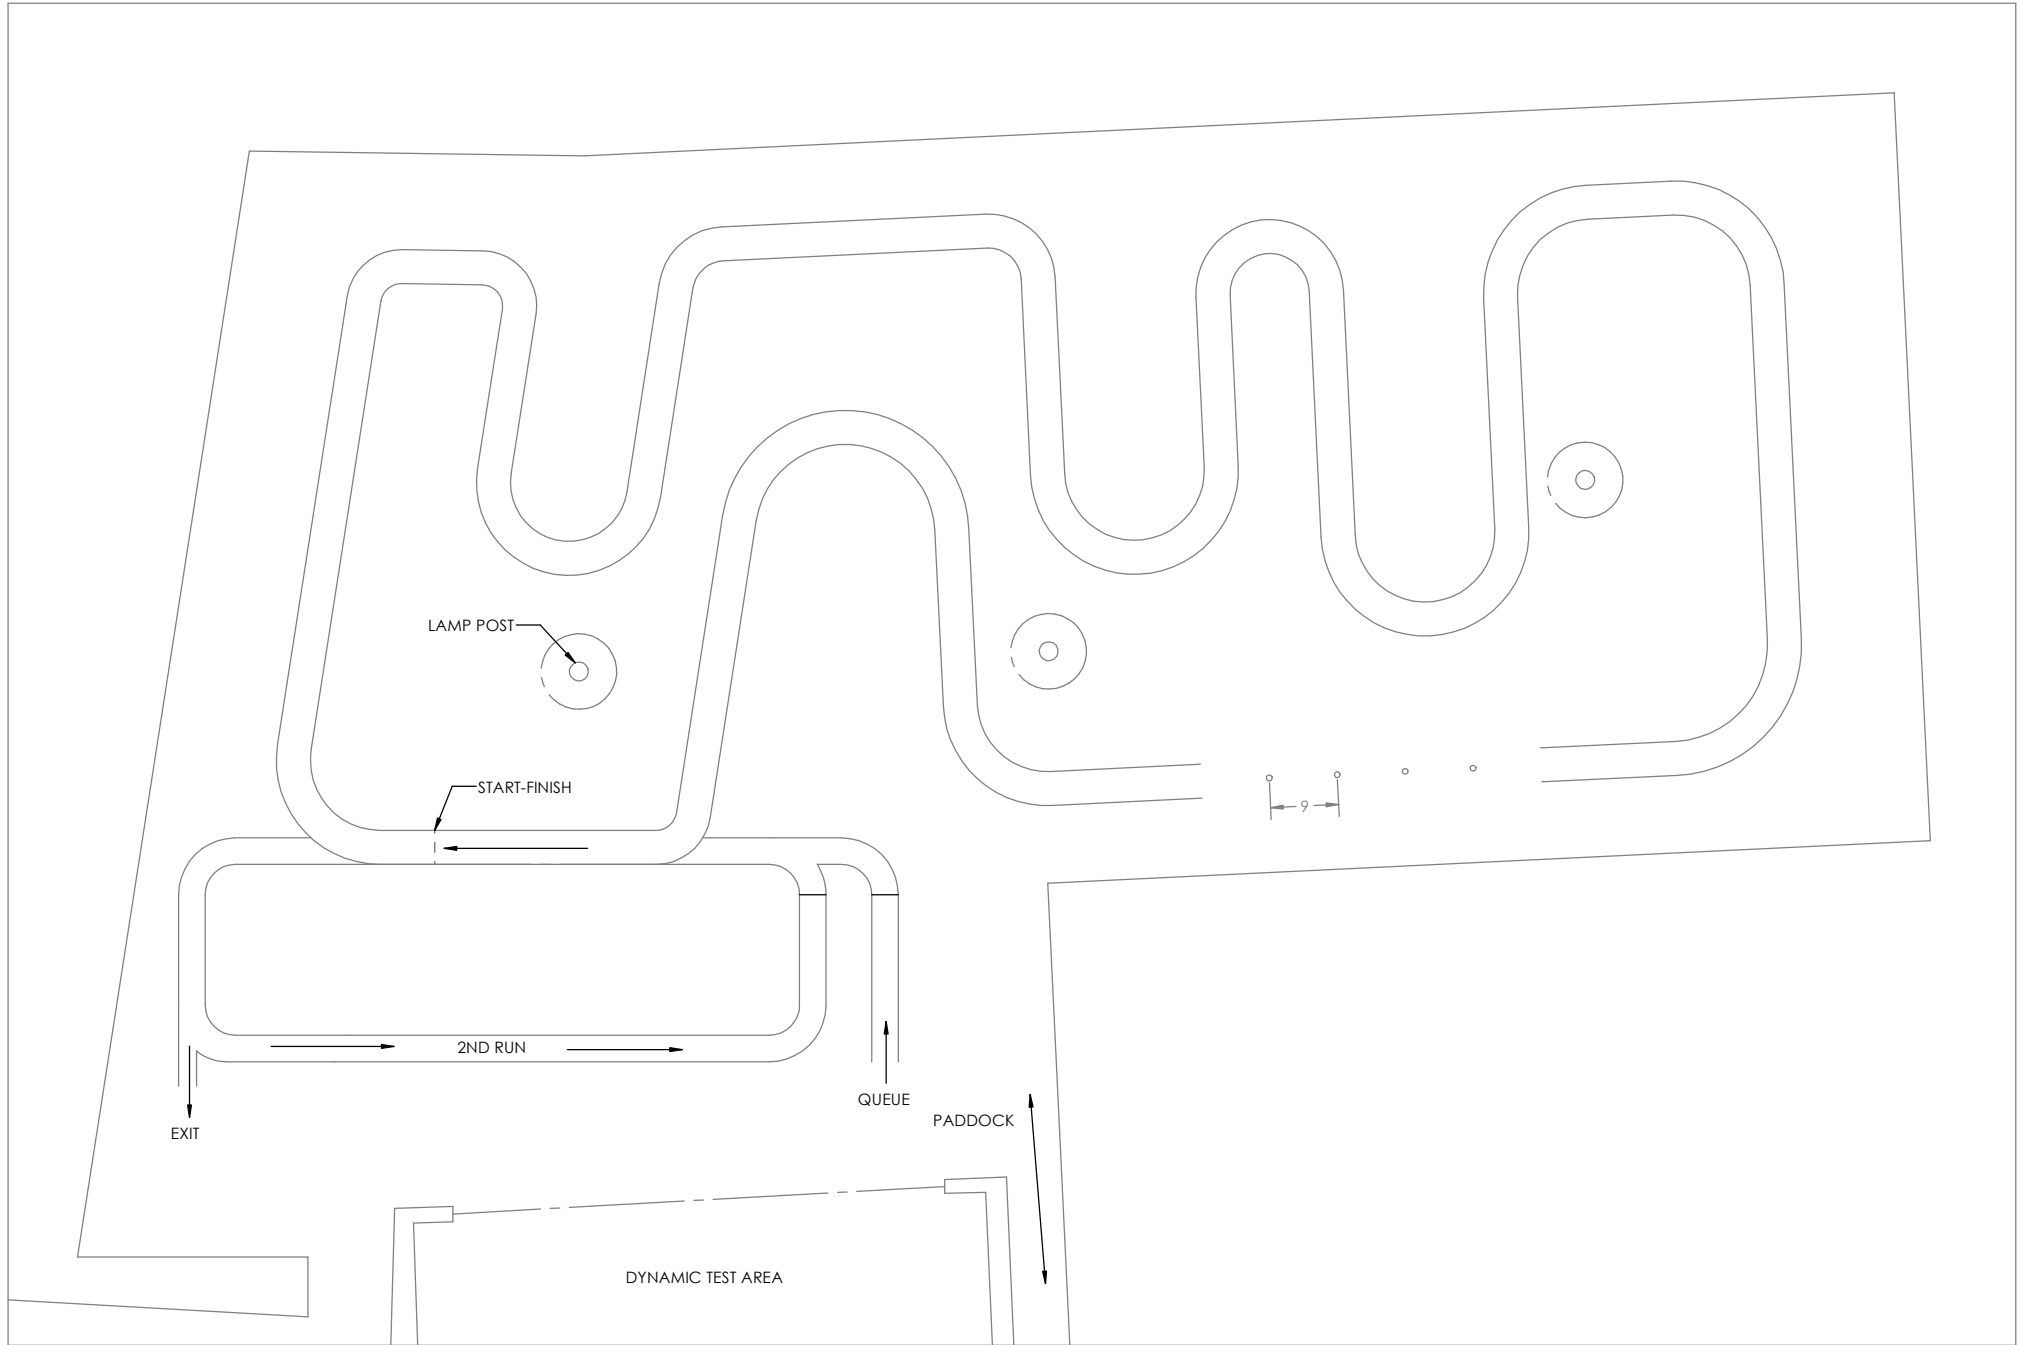 LAMP POST
START-FINISH
9
2ND RUN
QUEUE
PADDOCK
EXIT
DYNAMIC TEST AREA